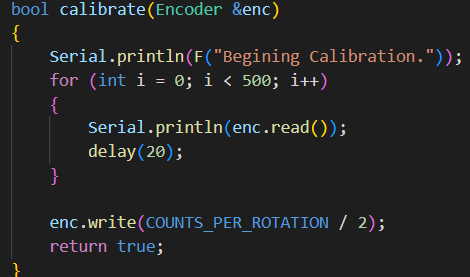 bool calibrate(Encoder &enc)
{
    Serial.println(F("Begining Calibration."));
    for (int i = 0; i < 500; i++)
    {
        Serial.println(enc.read());
        delay(20);
    }

    enc.write(COUNTS_PER_ROTATION / 2);
    return true;
}